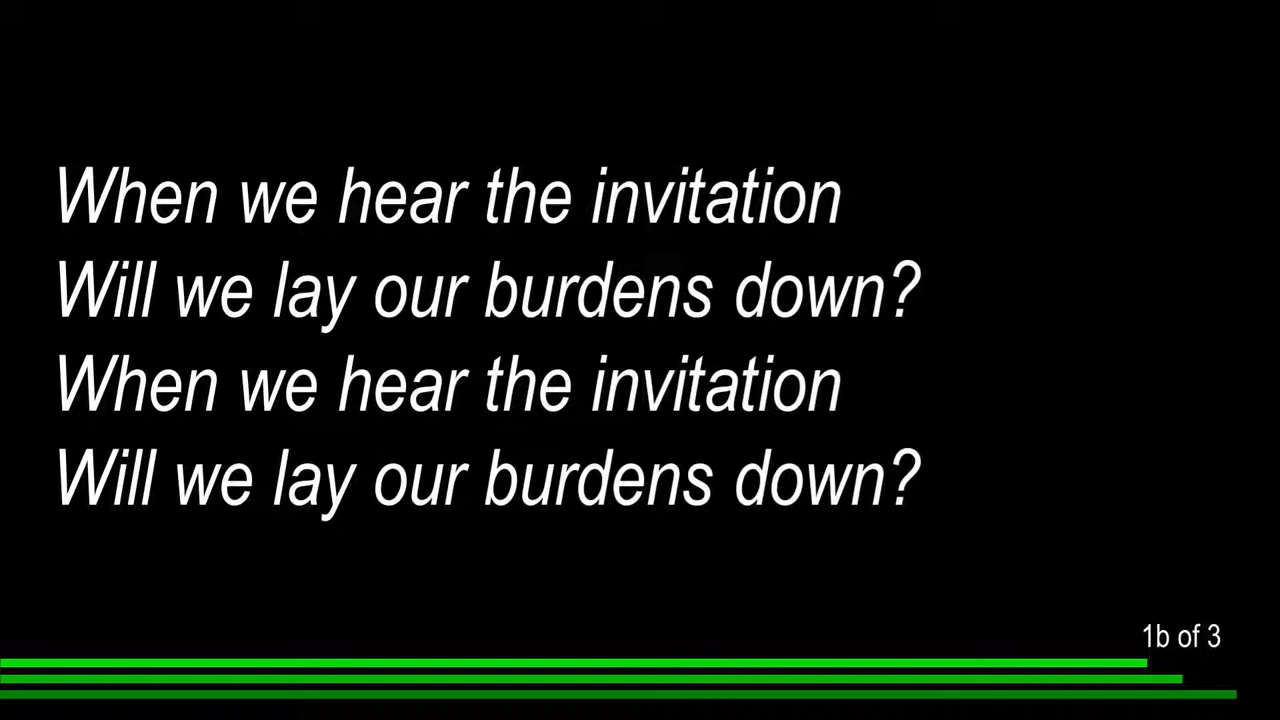 When we hear the invitation
Will we lay our burdens down?
When we hear the invitation
Will we lay our burdens down?
1b of 3